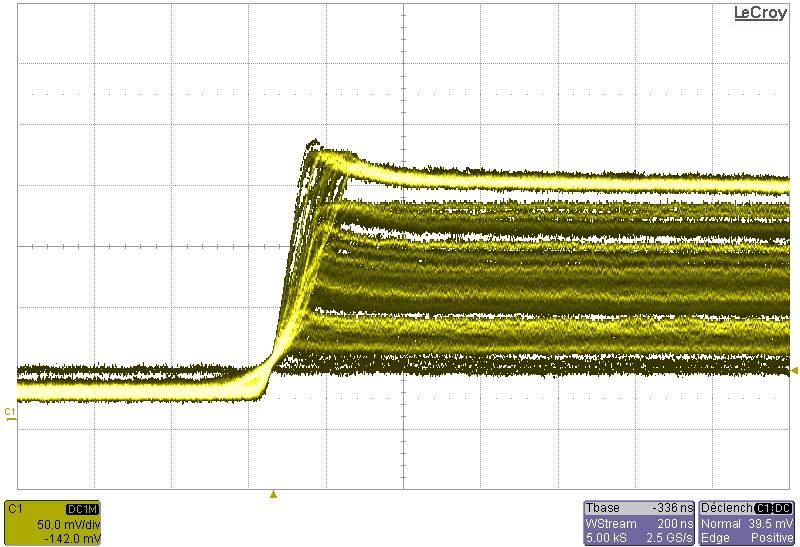 LeCroy
C1
C1 DC1M
50.0 mV/div
-142.0 mV
Tbase -336 ns
WStream 200 ns
5.00 kS 2.5 GS/s
Déclench C1 DC
Normal 39.5 mV
Edge Positive